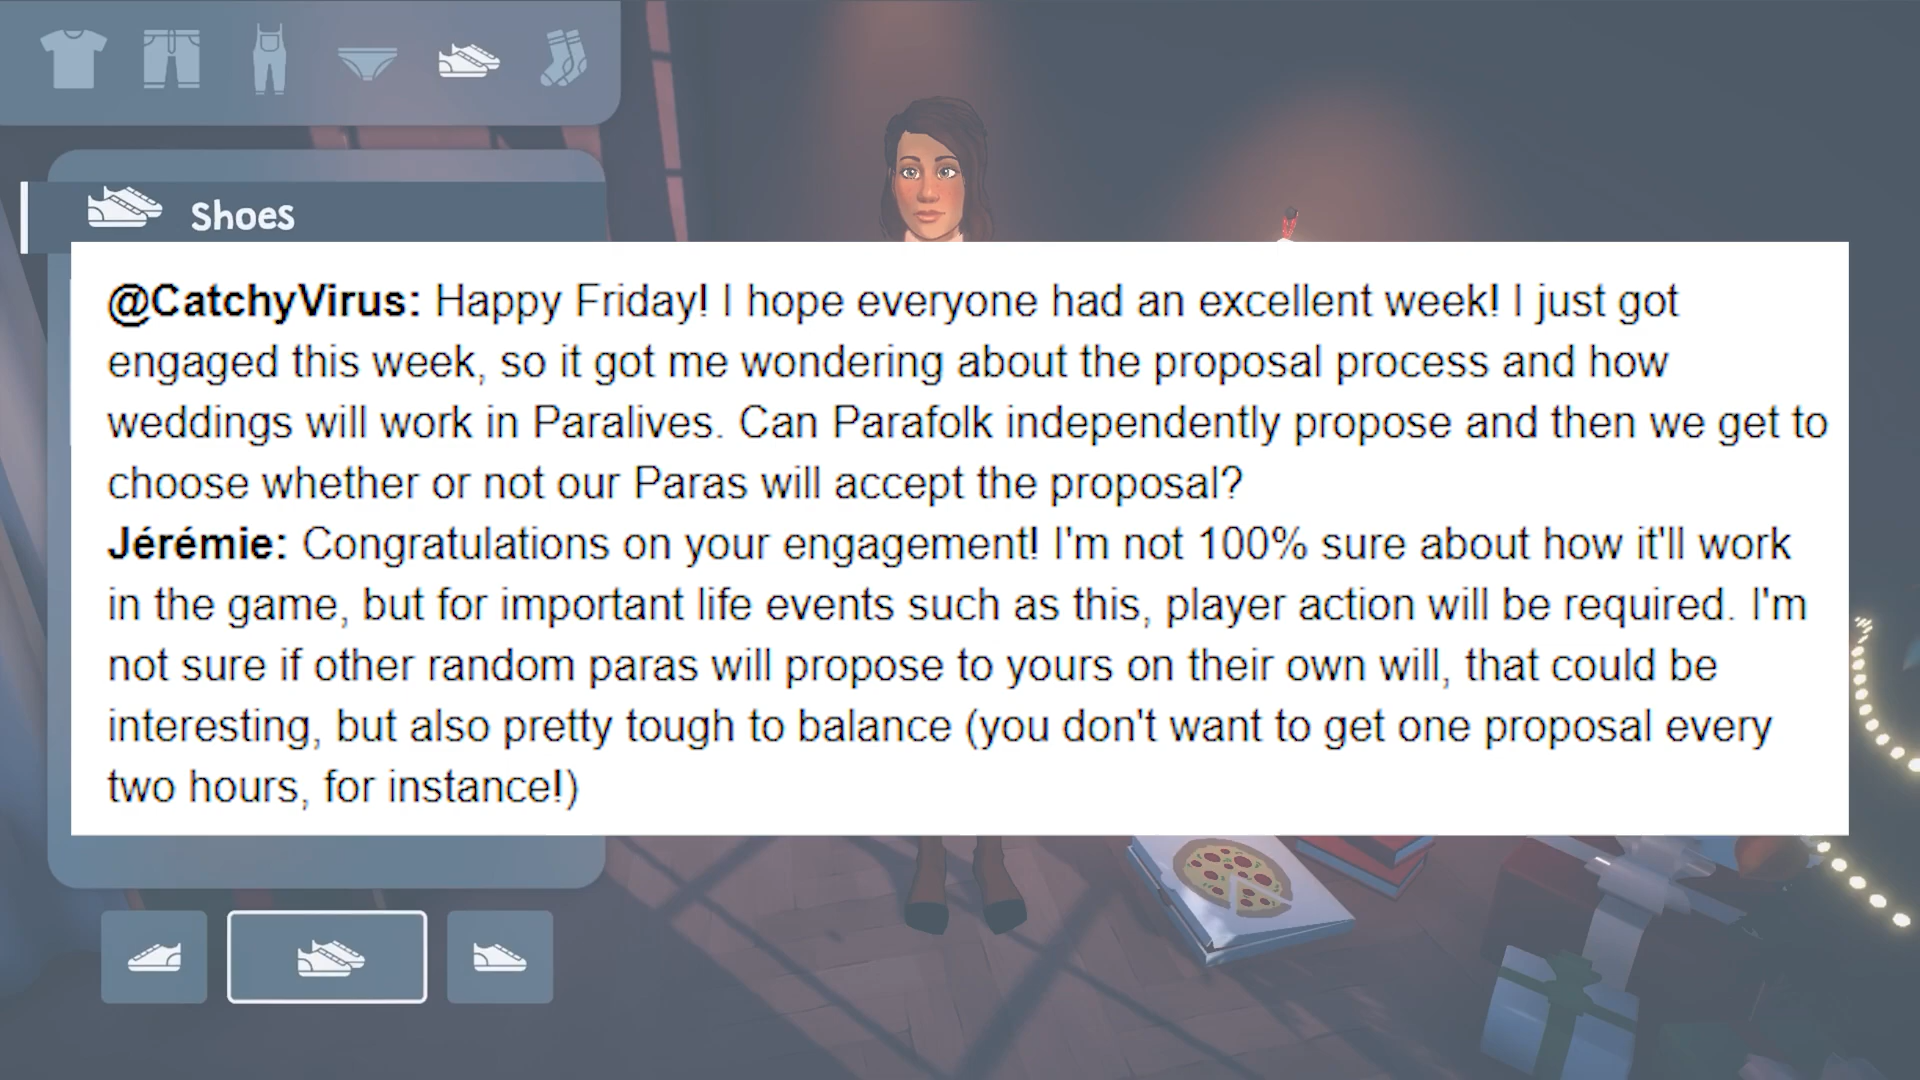 Shoes
@CatchyVirus: Happy Friday! I hope everyone had an excellent week! I just got
engaged this week, so it got me wondering about the proposal process and how
weddings will work in Paralives. Can Parafolk independently propose and then we get to
choose whether or not our Paras will accept the proposal?
Jérémie: Congratulations on your engagement! I'm not 100% sure about how it'll work
in the game, but for important life events such as this, player action will be required. I'm
not sure if other random paras will propose to yours on their own will, that could be
interesting, but also pretty tough to balance (you don't want to get one proposal every
two hours, for instance!)